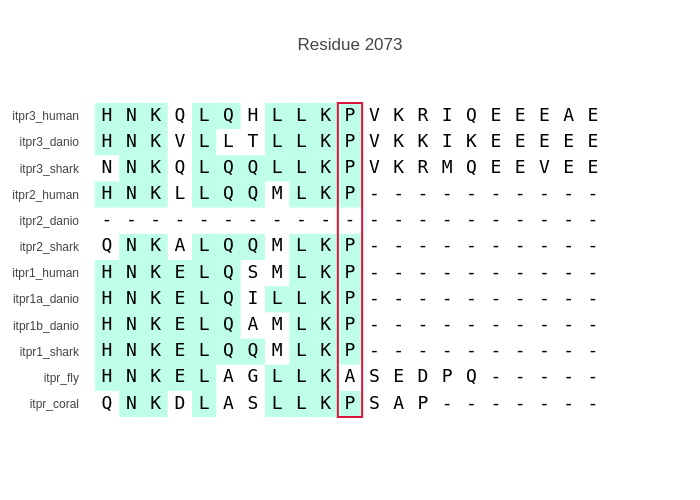 Residue 2073
itpr3_human H N K Q L Q H L L K P V K R I Q E E E A E
itpr3_danio H N K V L L T L L K P V K K I K E E E E E
itpr3_shark N N K Q L Q Q L L K P V K R M Q E E V E E
itpr2_human H N K L L Q Q M L K P - - - - - - - - - -
itpr2_danio - - - - - - - - - - - - - - - - - - - - -
itpr2_shark Q N K A L Q Q M L K P - - - - - - - - - -
itpr1_human H N K E L Q S M L K P - - - - - - - - - -
itpr1a_danio H N K E L Q I L L K P - - - - - - - - - -
itpr1b_danio H N K E L Q A M L K P - - - - - - - - - -
itpr1_shark H N K E L Q Q M L K P - - - - - - - - - -
itpr_fly H N K E L A G L L K A S E D P Q - - - - -
itpr_coral Q N K D L A S L L K P S A P - - - - - - -